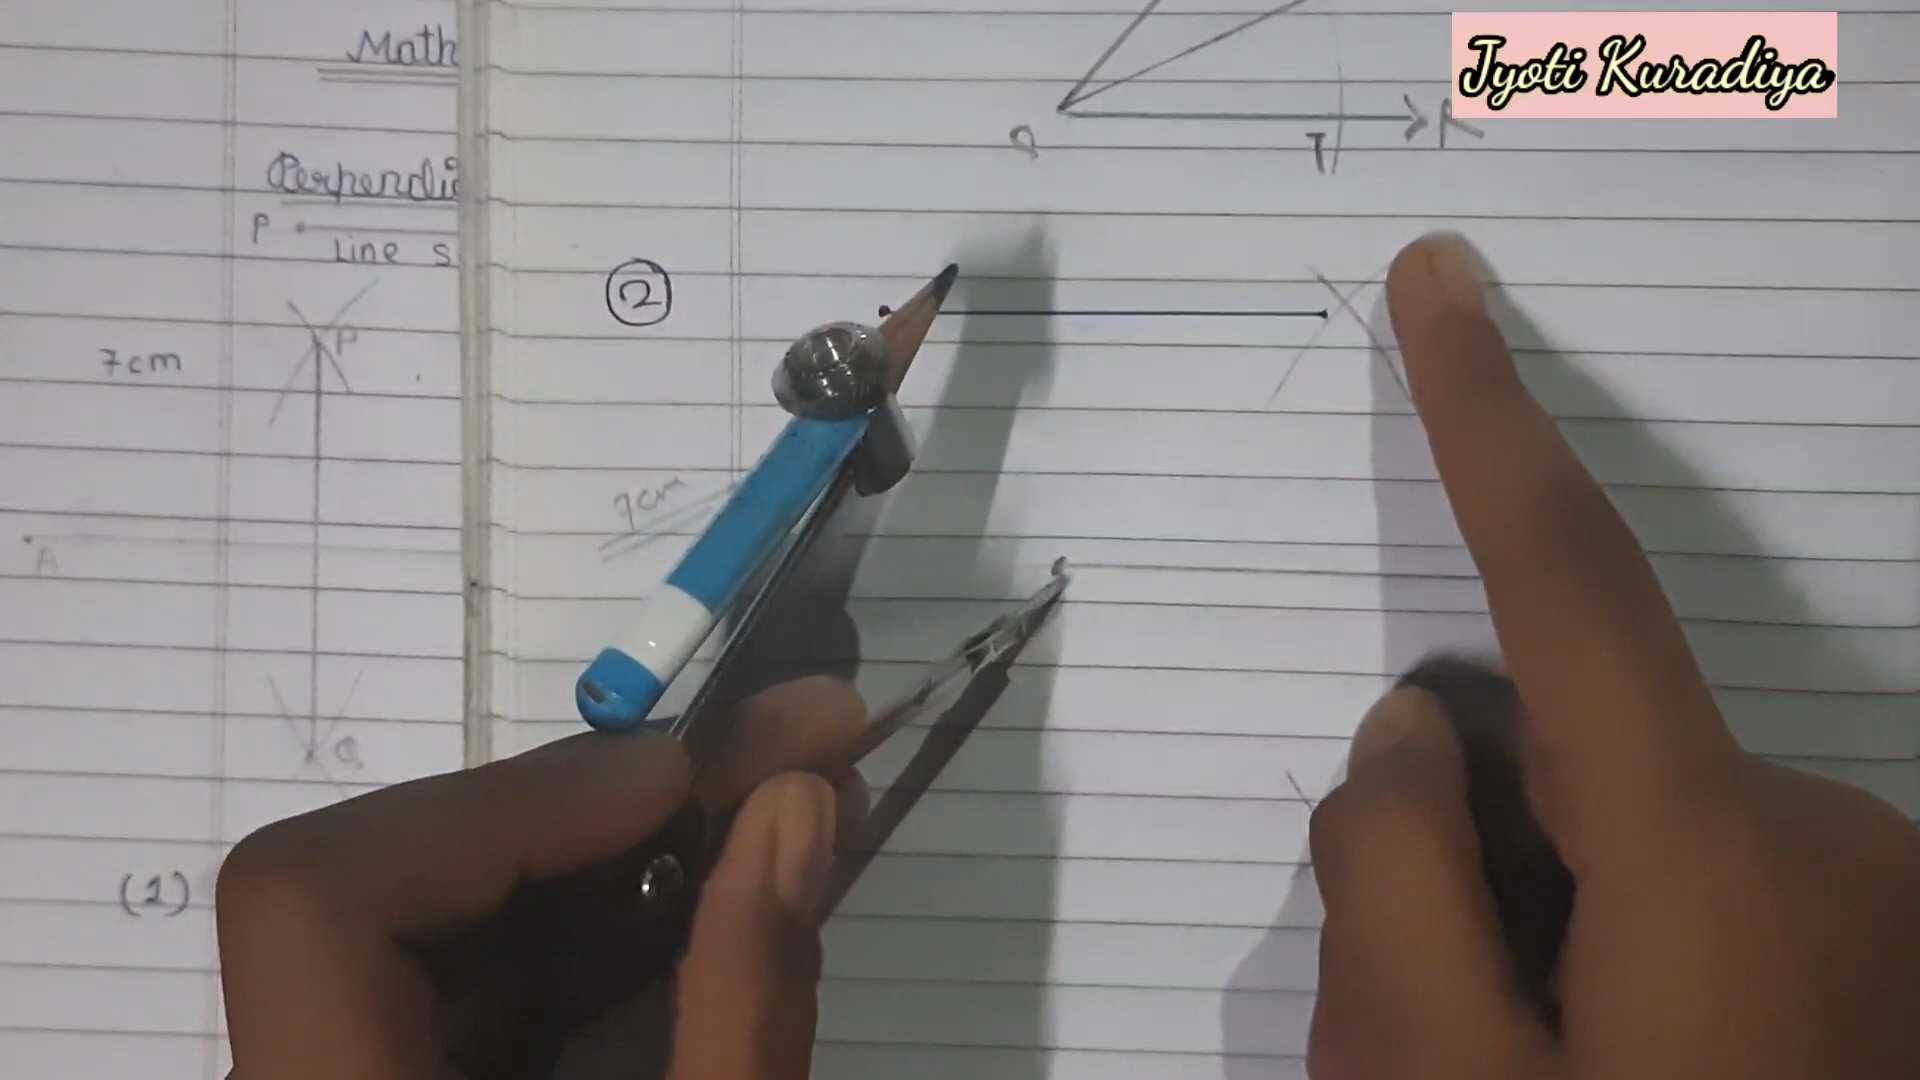 Jyoti Kuradiya
Math
Perpendic
P
Line s
P
7cm
A
Q
(1)
Q
T
R
2
7cm